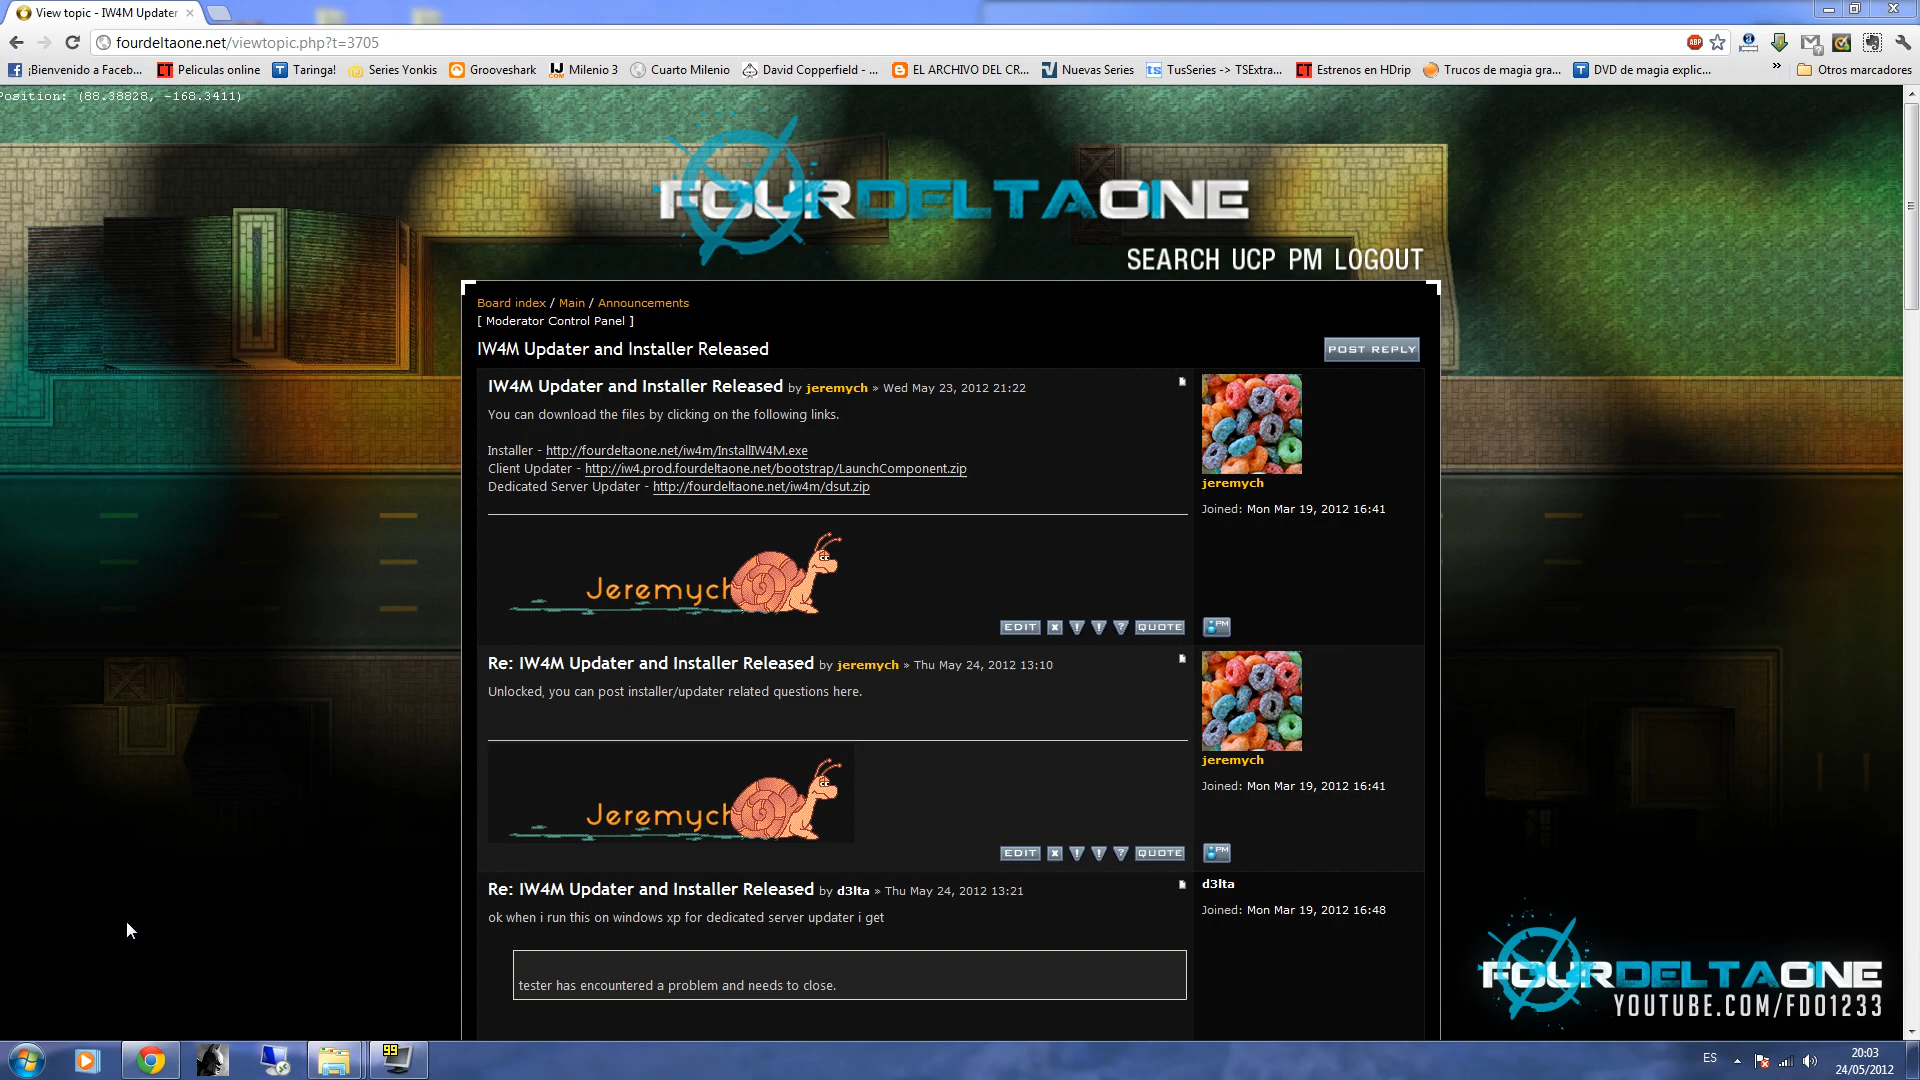 View topic - IW4M Updater
fourdeltaone.net/viewtopic.php?t=3705
ABP
¡Bienvenido a Faceb...
Peliculas online
Taringa!
Series Yonkis
Grooveshark
Milenio 3
Cuarto Milenio
David Copperfield - ...
EL ARCHIVO DEL CR...
Nuevas Series
TusSeries -> TSExtra...
Estrenos en HDrip
Trucos de magia gra...
DVD de magia explic...
»
Otros marcadores
Position: (88.38828, -168.3411)
FOURDELTAONE
SEARCH UCP PM LOGOUT
Board index / Main / Announcements
[ Moderator Control Panel ]
IW4M Updater and Installer Released
POST REPLY
IW4M Updater and Installer Released by jeremych » Wed May 23, 2012 21:22
You can download the files by clicking on the following links.
Installer - http://fourdeltaone.net/iw4m/InstallIW4M.exe
Client Updater - http://iw4.prod.fourdeltaone.net/bootstrap/LaunchComponent.zip
Dedicated Server Updater - http://fourdeltaone.net/iw4m/dsut.zip
jeremych
Joined: Mon Mar 19, 2012 16:41
Jeremych
EDIT X ! ! ? QUOTE
PM
Re: IW4M Updater and Installer Released by jeremych » Thu May 24, 2012 13:10
Unlocked, you can post installer/updater related questions here.
jeremych
Joined: Mon Mar 19, 2012 16:41
Jeremych
EDIT X ! ! ? QUOTE
PM
Re: IW4M Updater and Installer Released by d3lta » Thu May 24, 2012 13:21
d3lta
ok when i run this on windows xp for dedicated server updater i get
Joined: Mon Mar 19, 2012 16:48
tester has encountered a problem and needs to close.
FOURDELTAONE
YOUTUBE.COM/FDO1233
99
ES
20:03
24/05/2012